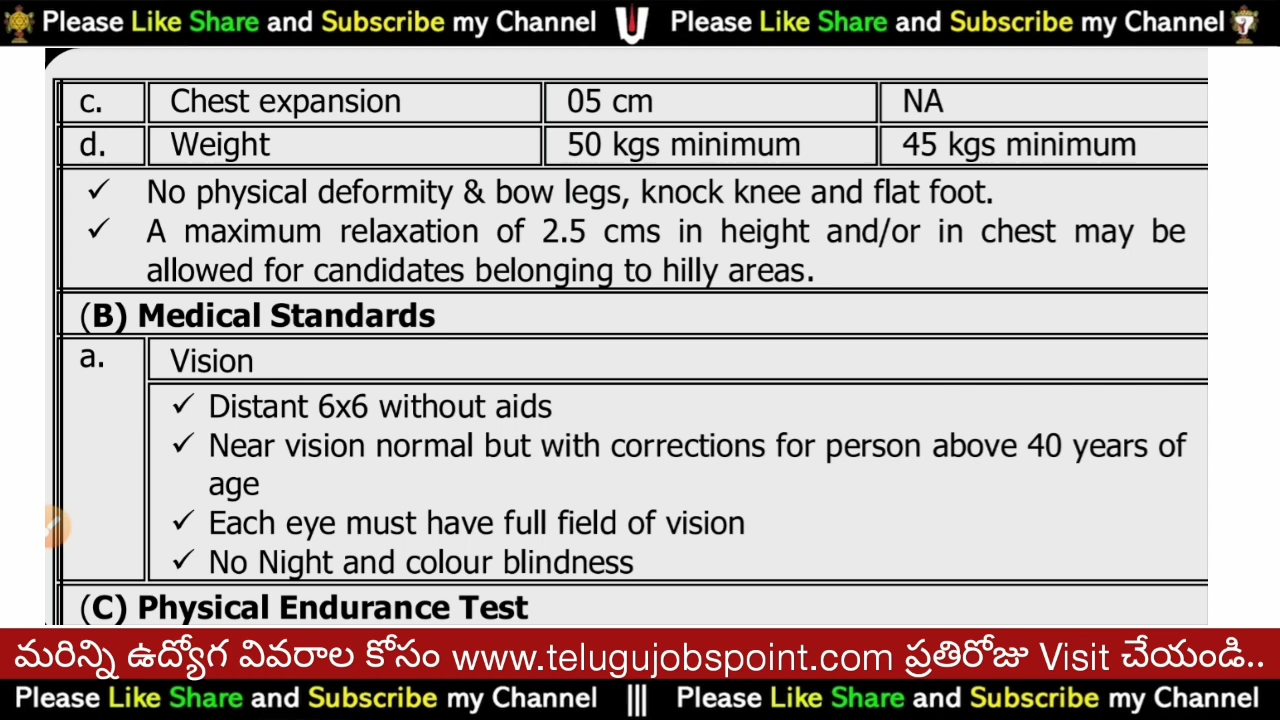 Please Like Share and Subscribe my Channel Please Like Share and Subscribe my Channel
c. Chest expansion 05 cm NA
d. Weight 50 kgs minimum 45 kgs minimum
✓ No physical deformity & bow legs, knock knee and flat foot.
✓ A maximum relaxation of 2.5 cms in height and/or in chest may be
allowed for candidates belonging to hilly areas.
(B) Medical Standards
a. Vision
✓ Distant 6x6 without aids
✓ Near vision normal but with corrections for person above 40 years of
age
✓ Each eye must have full field of vision
✓ No Night and colour blindness
(C) Physical Endurance Test
మరిన్ని ఉద్యోగ వివరాల కోసం www.telugujobspoint.com ప్రతిరోజు Visit చేయండి..
Please Like Share and Subscribe my Channel ||| Please Like Share and Subscribe my Channel